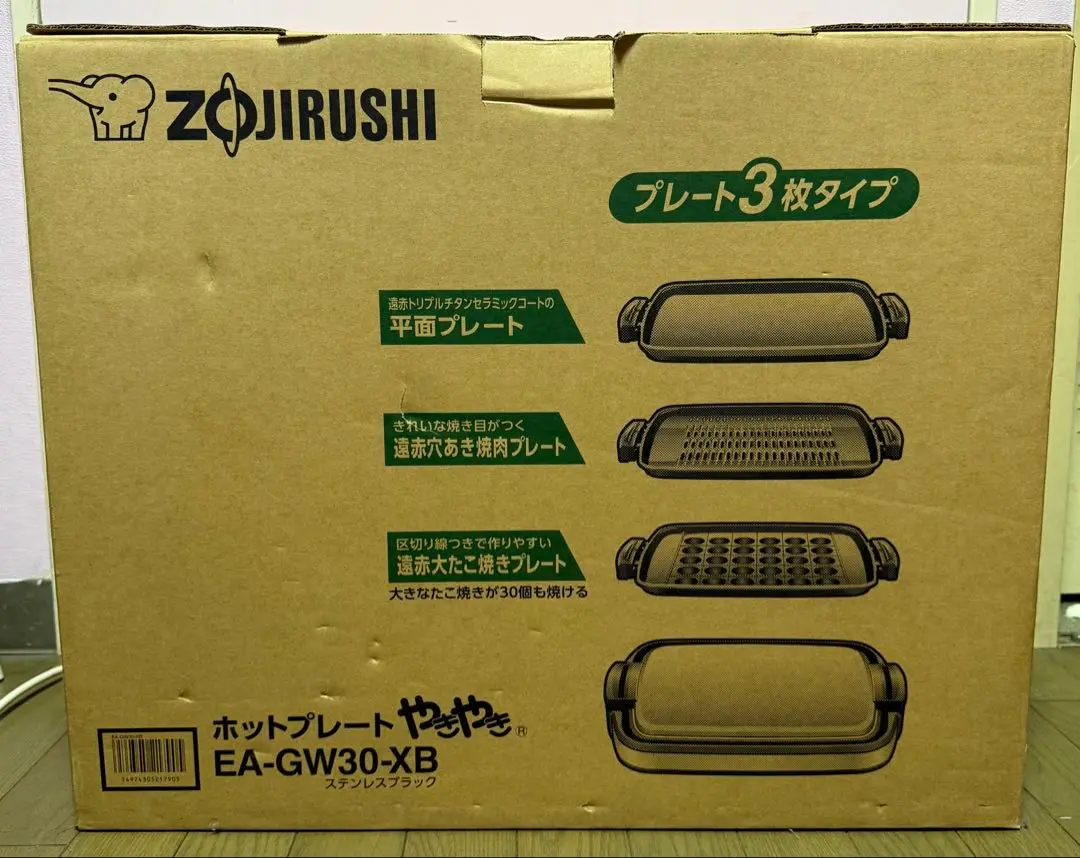 ZOJIRUSHI
プレート3枚タイプ
遠赤トリプルチタンセラミックコートの
平面プレート
きれいな焼き目がつく
遠赤穴あき焼肉プレート
区切り線つきで作りやすい
遠赤大たこ焼きプレート
大きなたこ焼きが30個も焼ける
ホットプレート やきやき®
EA-GW30-XB
ステンレスブラック
EA-GW30-XB